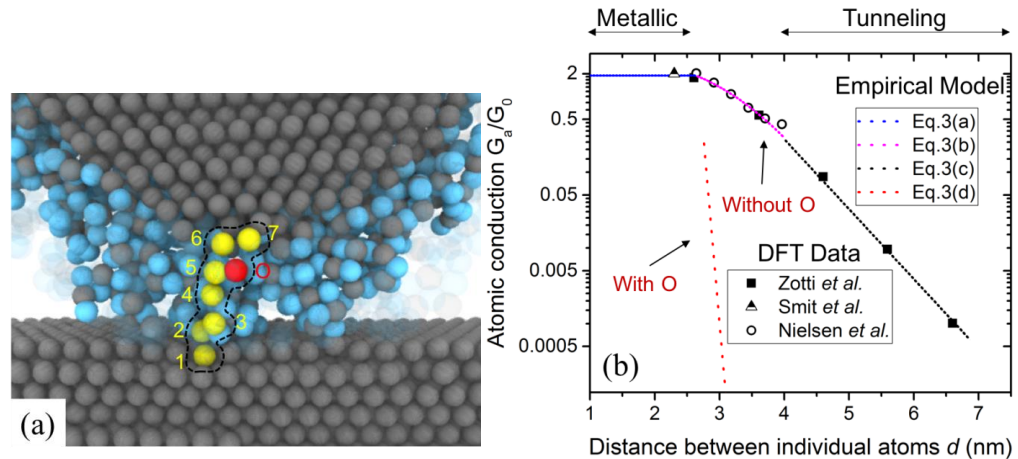 (a)
1
2
3
4
5
6
7
O
Metallic
Tunneling
Atomic conduction Gₐ/G₀
2
0.5
0.05
0.005
0.0005
Empirical Model
Eq.3(a)
Eq.3(b)
Eq.3(c)
Eq.3(d)
Without O
With O
DFT Data
Zotti et al.
Smit et al.
Nielsen et al.
(b)
1 2 3 4 5 6 7
Distance between individual atoms d (nm)